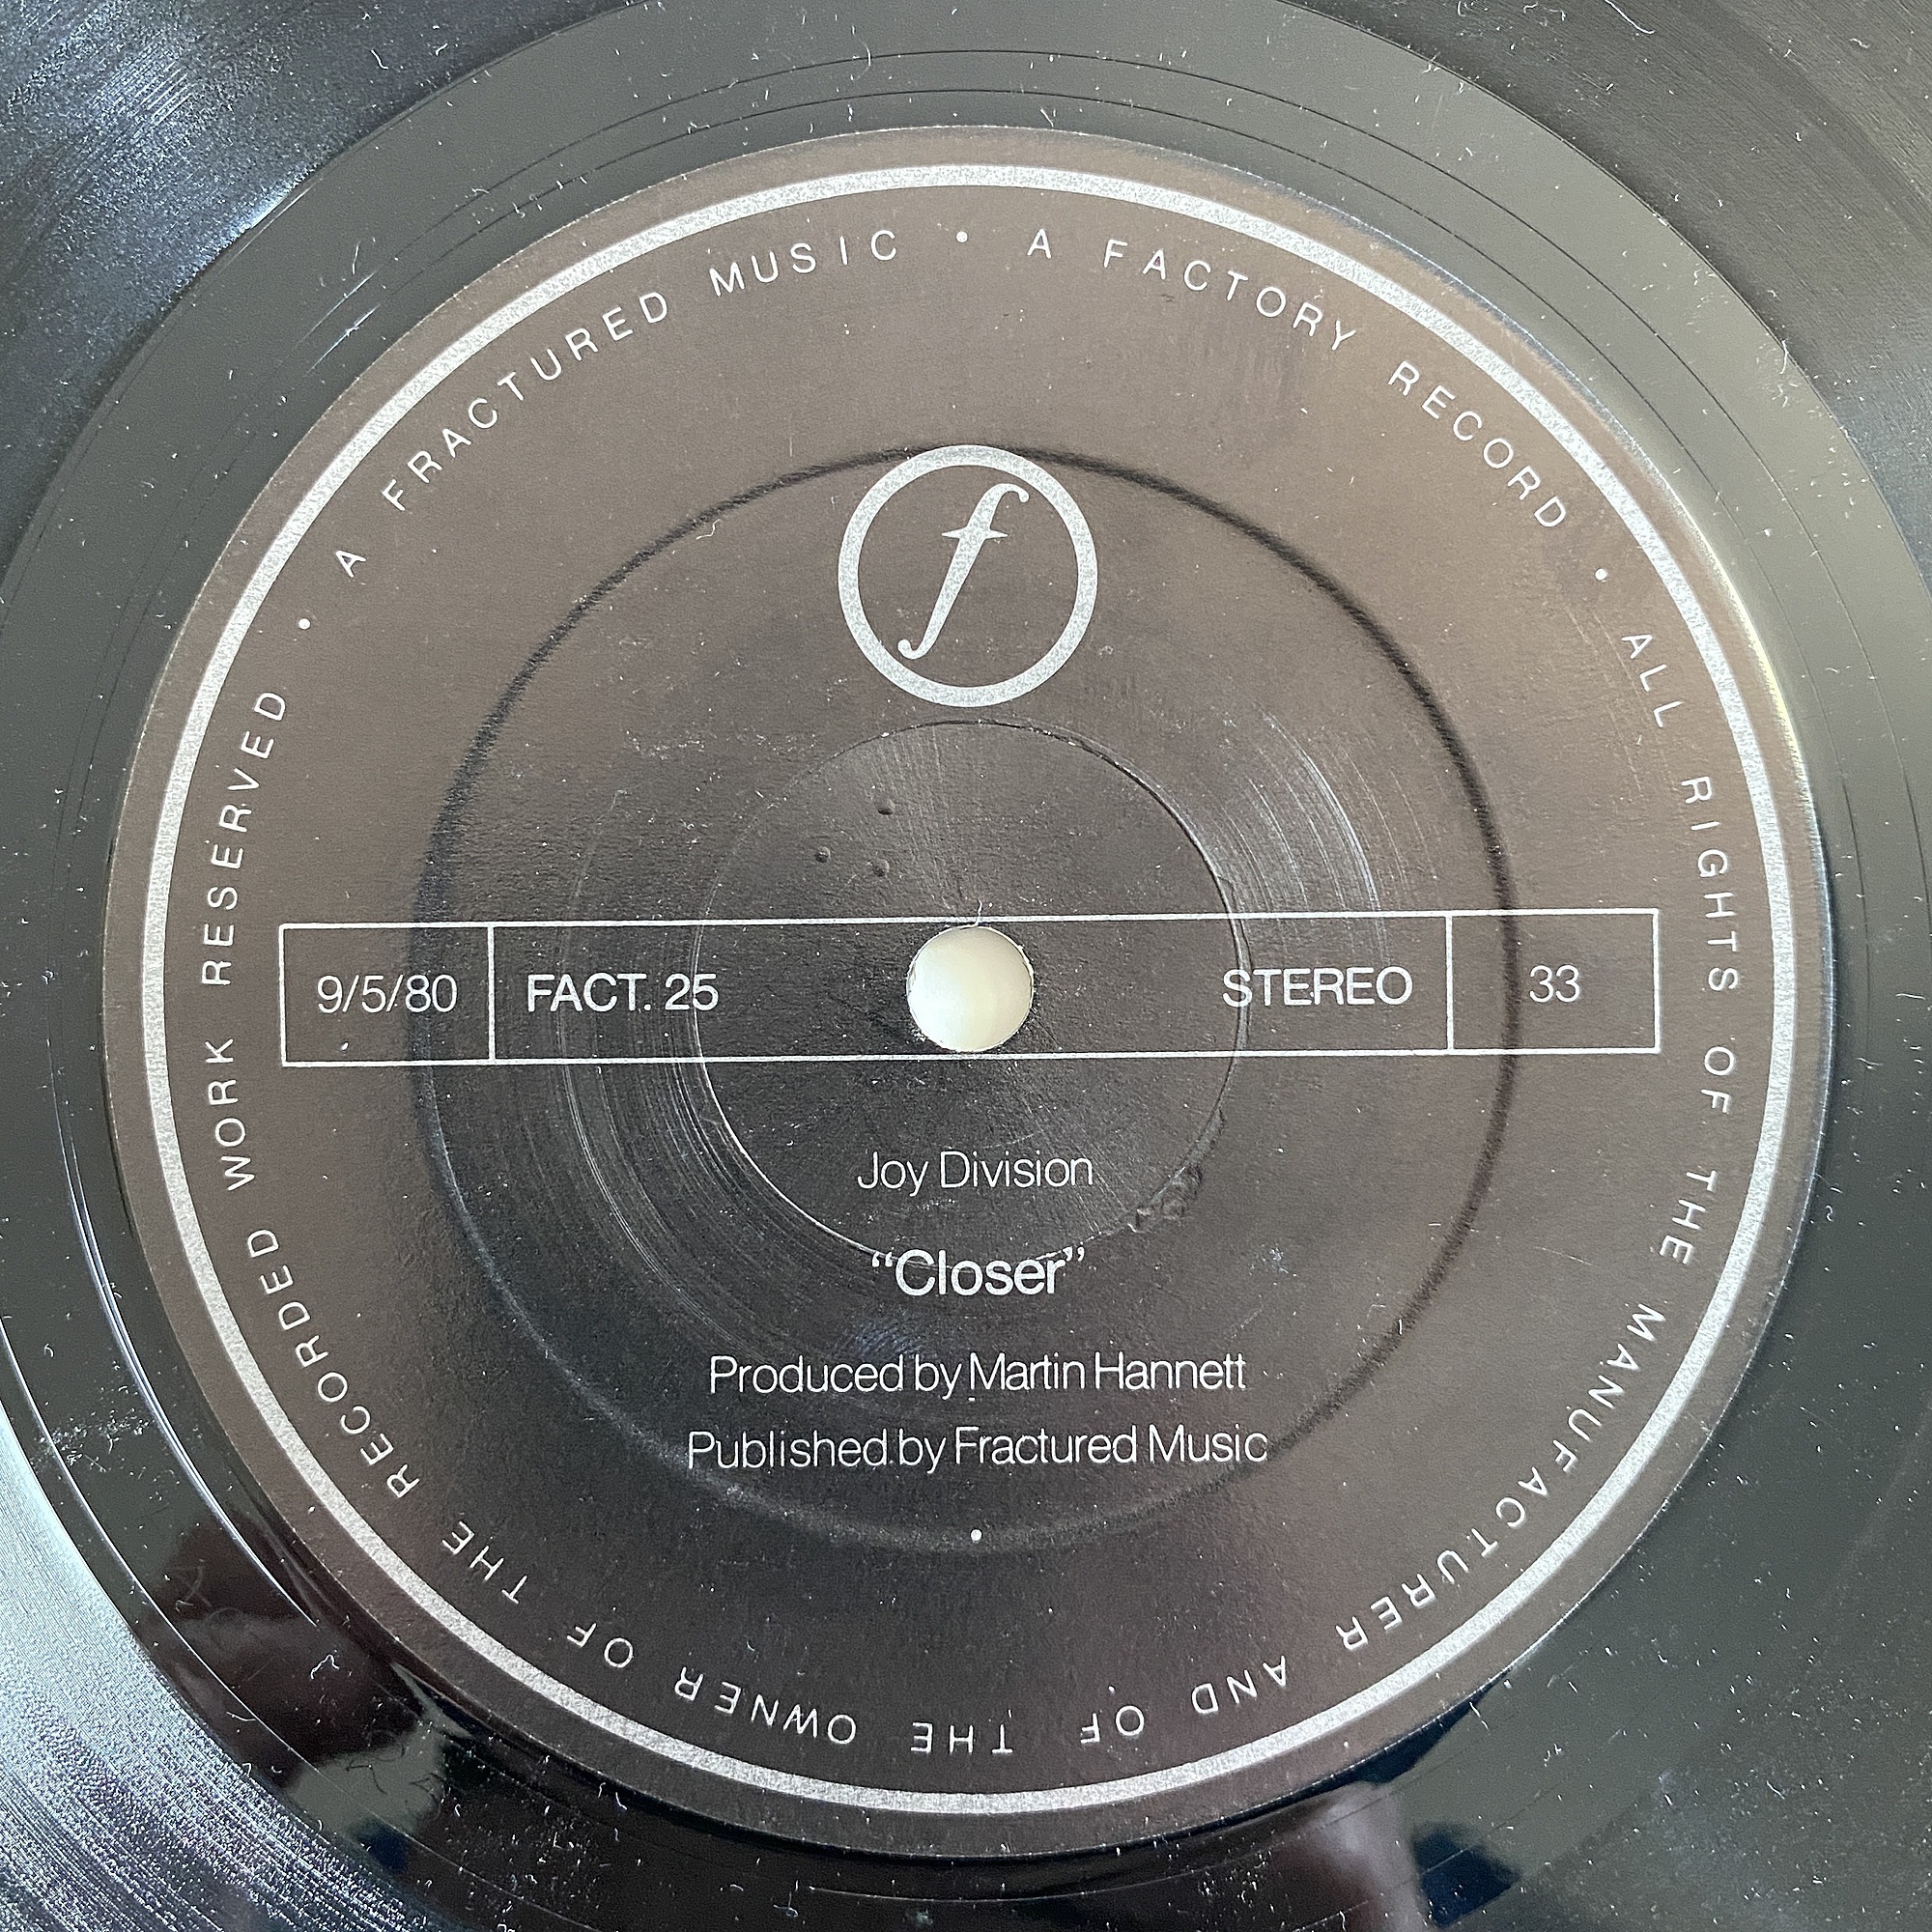 A FRACTURED MUSIC • A FACTORY RECORD • ALL RIGHTS OF THE MANUFACTURER AND OF THE OWNER OF THE RECORDED WORK RESERVED •
f
9/5/80 FACT. 25 STEREO 33
Joy Division
“Closer”
Produced by Martin Hannett
Published by Fractured Music